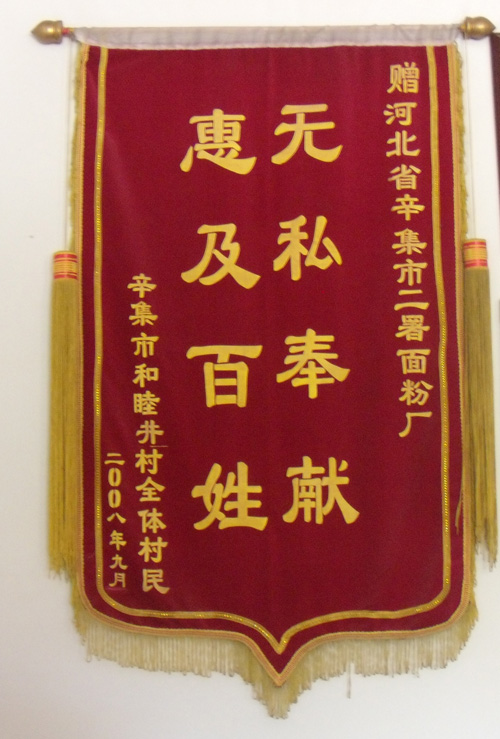 赠河北省辛集市二署面粉厂
无私奉献
惠及百姓
辛集市和睦井村全体村民
二00八年九月